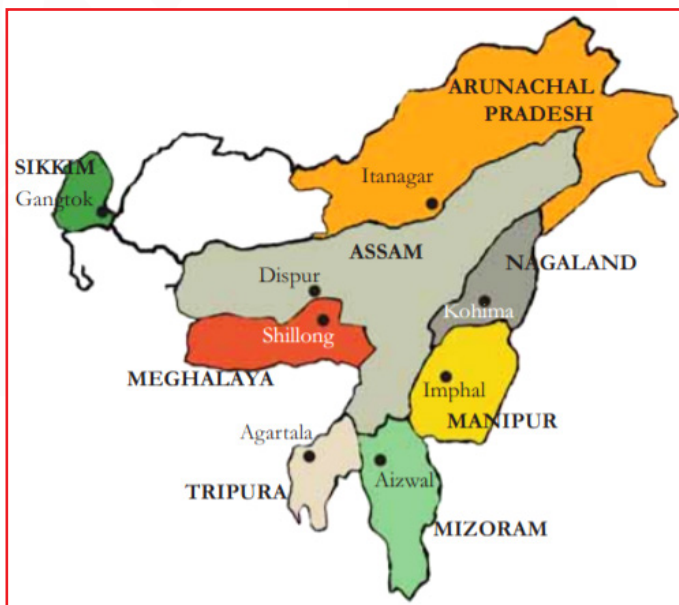 ARUNACHAL
PRADESH
SIKKIM
Gangtok
Itanagar
ASSAM
NAGALAND
Dispur
Kohima
Shillong
MEGHALAYA
Imphal
MANIPUR
Agartala
Aizwal
TRIPURA
MIZORAM